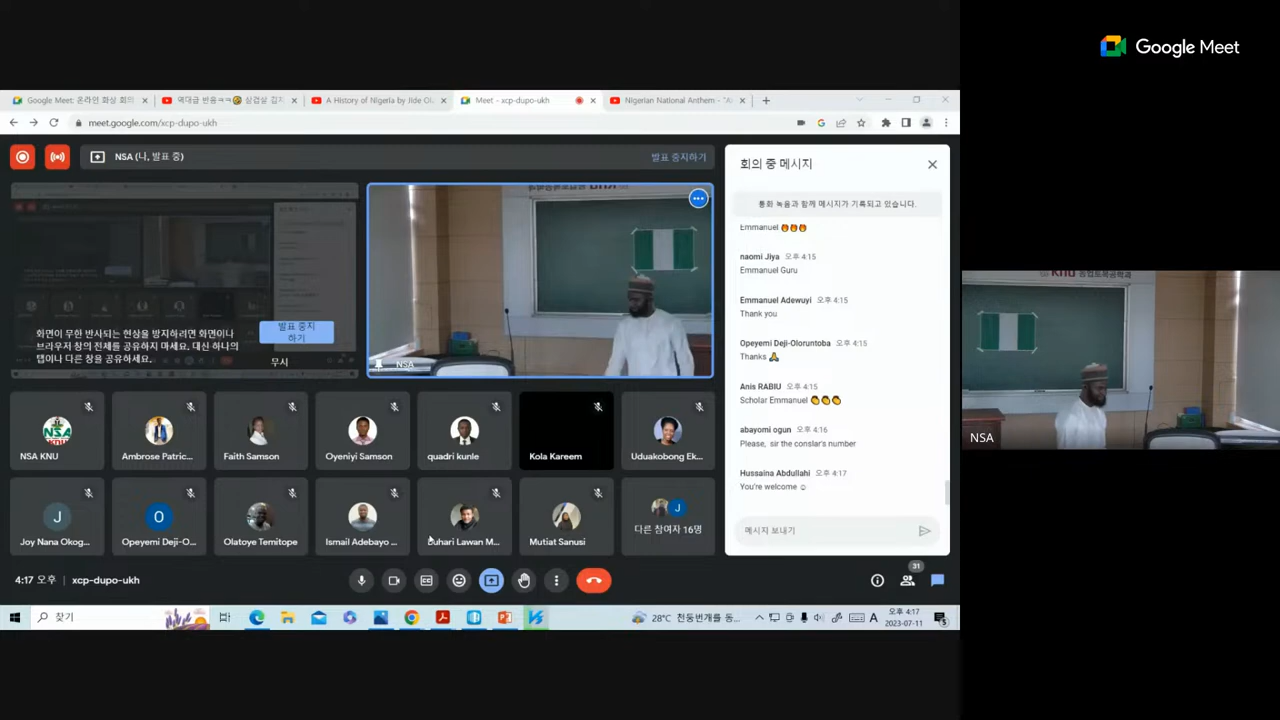 Google Meet
Google Meet: 온라인 화상 회의
A History of Nigeria by Jide Ol
Meet - xcp-dupo-ukh
Nigerian National Anthem - "A
meet.google.com/xcp-dupo-ukh
NSA (나, 발표 중)
발표 중지하기
화면이 무한 반사되는 현상을 방지하려면 화면이나
브라우저 창의 전체를 공유하지 마세요. 대신 하나의
탭이나 다른 창을 공유하세요.
발표 중지
하기
무시
NSA
회의 중 메시지
통화 녹음과 함께 메시지가 기록되고 있습니다.
Emmanuel 👏👏👏
naomi Jiya 오후 4:15
Emmanuel Guru
Emmanuel Adewuyi 오후 4:15
Thank you
Opeyemi Deji-Oloruntoba 오후 4:15
Thanks 🙏
Anis RABIU 오후 4:15
Scholar Emmanuel 👏👏👏
abayomi ogun 오후 4:16
Please, sir the conslar's number
Hussaina Abdullahi 오후 4:17
You're welcome ☺
메시지 보내기
NSA KNU
Ambrose Patric...
Faith Samson
Oyeniyi Samson
quadri kunle
Kola Kareem
Uduakobong Ek...
J
Joy Nana Okog...
O
Opeyemi Deji-O...
Olatoye Temitope
Ismail Adebayo ...
Buhari Lawan M...
Mutiat Sanusi
J
다른 참여자 16명
4:17 오후 | xcp-dupo-ukh
31
찾기
28°C 천둥번개를 동...
A
오후 4:17
2023-07-11
5
NSA